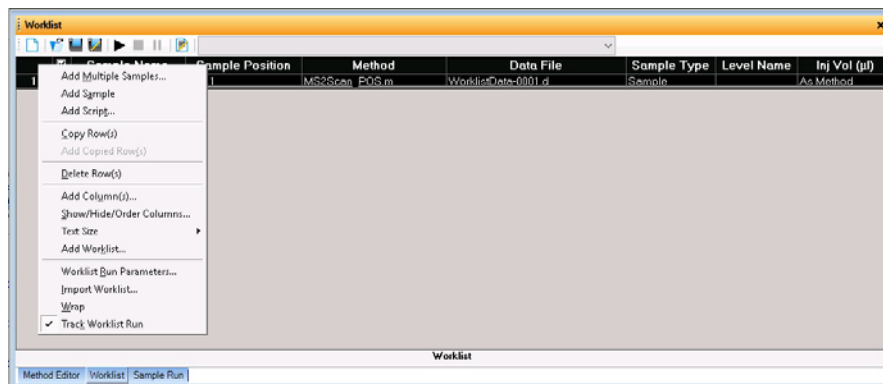 Worklist
Sample Name Sample Position Method Data File Sample Type Level Name Inj Vol (µl)
1 1 MS2Scan_POS.m WorklistData-0001.d Sample As Method
Add Multiple Samples...
Add Sample
Add Script...
Copy Row(s)
Add Copied Row(s)
Delete Row(s)
Add Column(s)...
Show/Hide/Order Columns...
Text Size
Add Worklist...
Worklist Run Parameters...
Import Worklist...
Wrap
Track Worklist Run
Worklist
Method Editor Worklist Sample Run